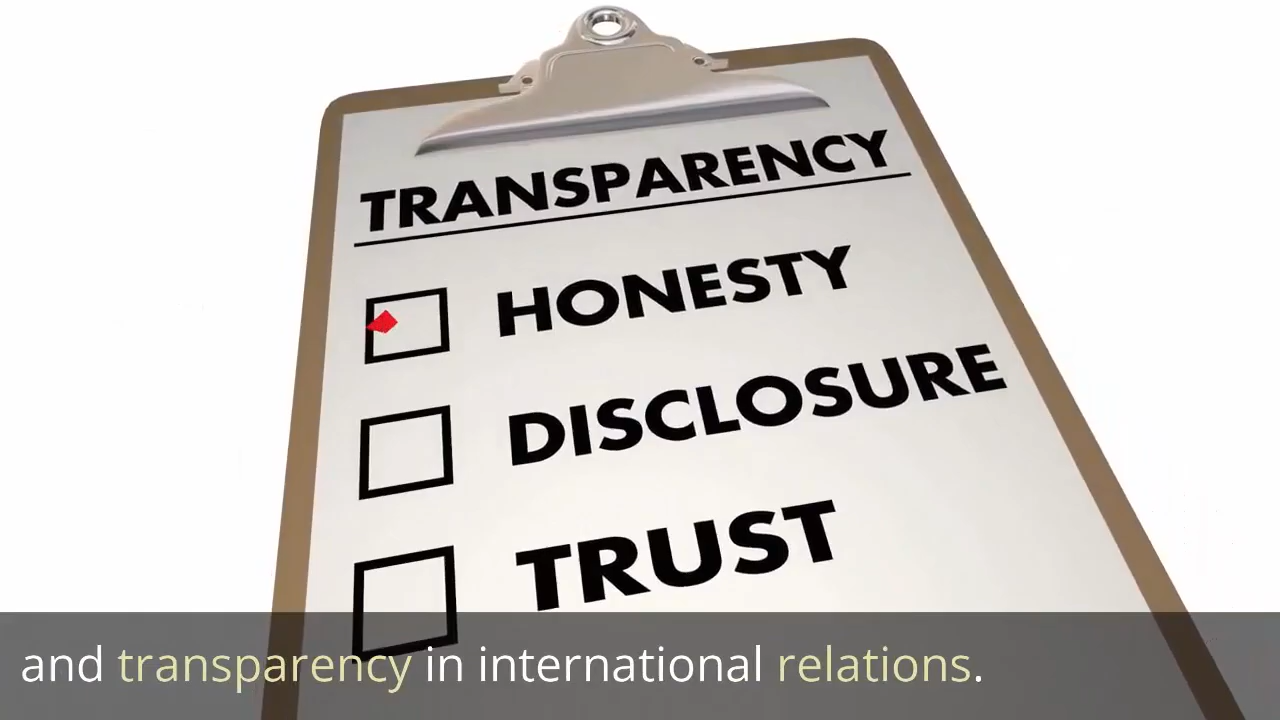 TRANSPARENCY
HONESTY
DISCLOSURE
TRUST
and transparency in international relations.